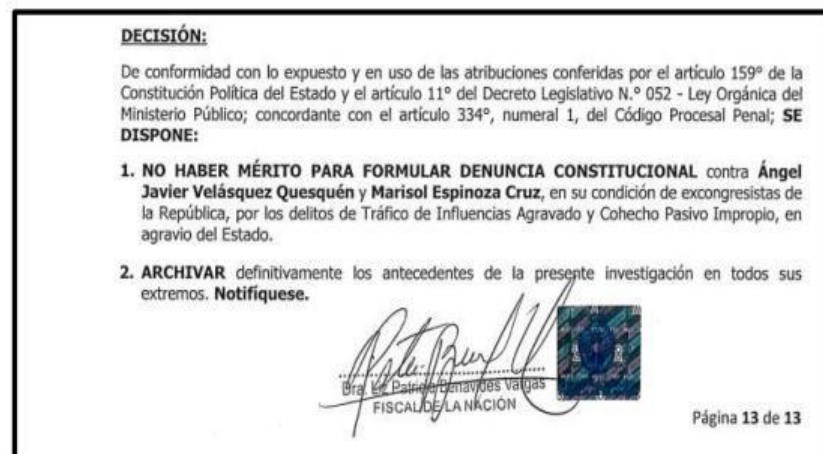 DECISIÓN:
De conformidad con lo expuesto y en uso de las atribuciones conferidas por el artículo 159° de la
Constitución Política del Estado y el artículo 11° del Decreto Legislativo N.° 052 - Ley Orgánica del
Ministerio Público; concordante con el artículo 334°, numeral 1, del Código Procesal Penal; SE
DISPONE:
1. NO HABER MÉRITO PARA FORMULAR DENUNCIA CONSTITUCIONAL contra Ángel
Javier Velásquez Quesquén y Marisol Espinoza Cruz, en su condición de excongresistas de
la República, por los delitos de Tráfico de Influencias Agravado y Cohecho Pasivo Impropio, en
agravio del Estado.
2. ARCHIVAR definitivamente los antecedentes de la presente investigación en todos sus
extremos. Notifíquese.
Dra. Liz Patricia Benavides Vargas
FISCAL DE LA NACIÓN
Página 13 de 13